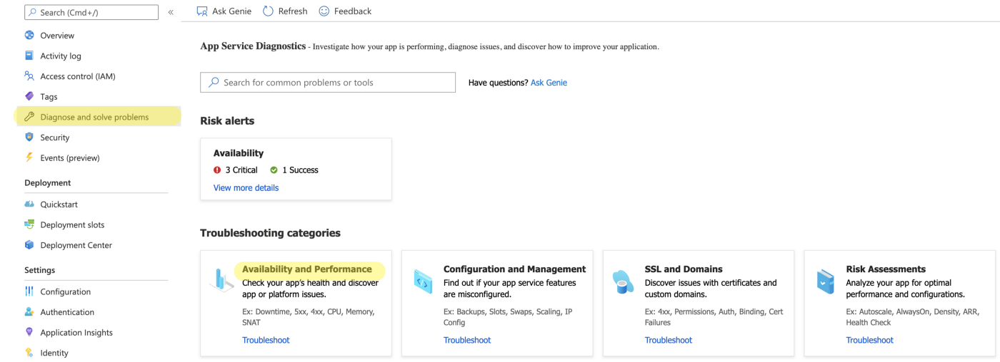 Search (Cmd+/)
«
Overview
Activity log
Access control (IAM)
Tags
Diagnose and solve problems
Security
Events (preview)
Deployment
Quickstart
Deployment slots
Deployment Center
Settings
Configuration
Authentication
Application Insights
Identity
Ask Genie
Refresh
Feedback
App Service Diagnostics - Investigate how your app is performing, diagnose issues, and discover how to improve your application.
Search for common problems or tools
Have questions? Ask Genie
Risk alerts
Availability
3 Critical
1 Success
View more details
Troubleshooting categories
Availability and Performance
Check your app's health and discover
app or platform issues.
Ex: Downtime, 5xx, 4xx, CPU, Memory,
SNAT
Troubleshoot
Configuration and Management
Find out if your app service features
are misconfigured.
Ex: Backups, Slots, Swaps, Scaling, IP
Config
Troubleshoot
SSL and Domains
Discover issues with certificates and
custom domains.
Ex: 4xx, Permissions, Auth, Binding, Cert
Failures
Troubleshoot
Risk Assessments
Analyze your app for optimal
performance and configurations.
Ex: Autoscale, AlwaysOn, Density, ARR,
Health Check
Troubleshoot